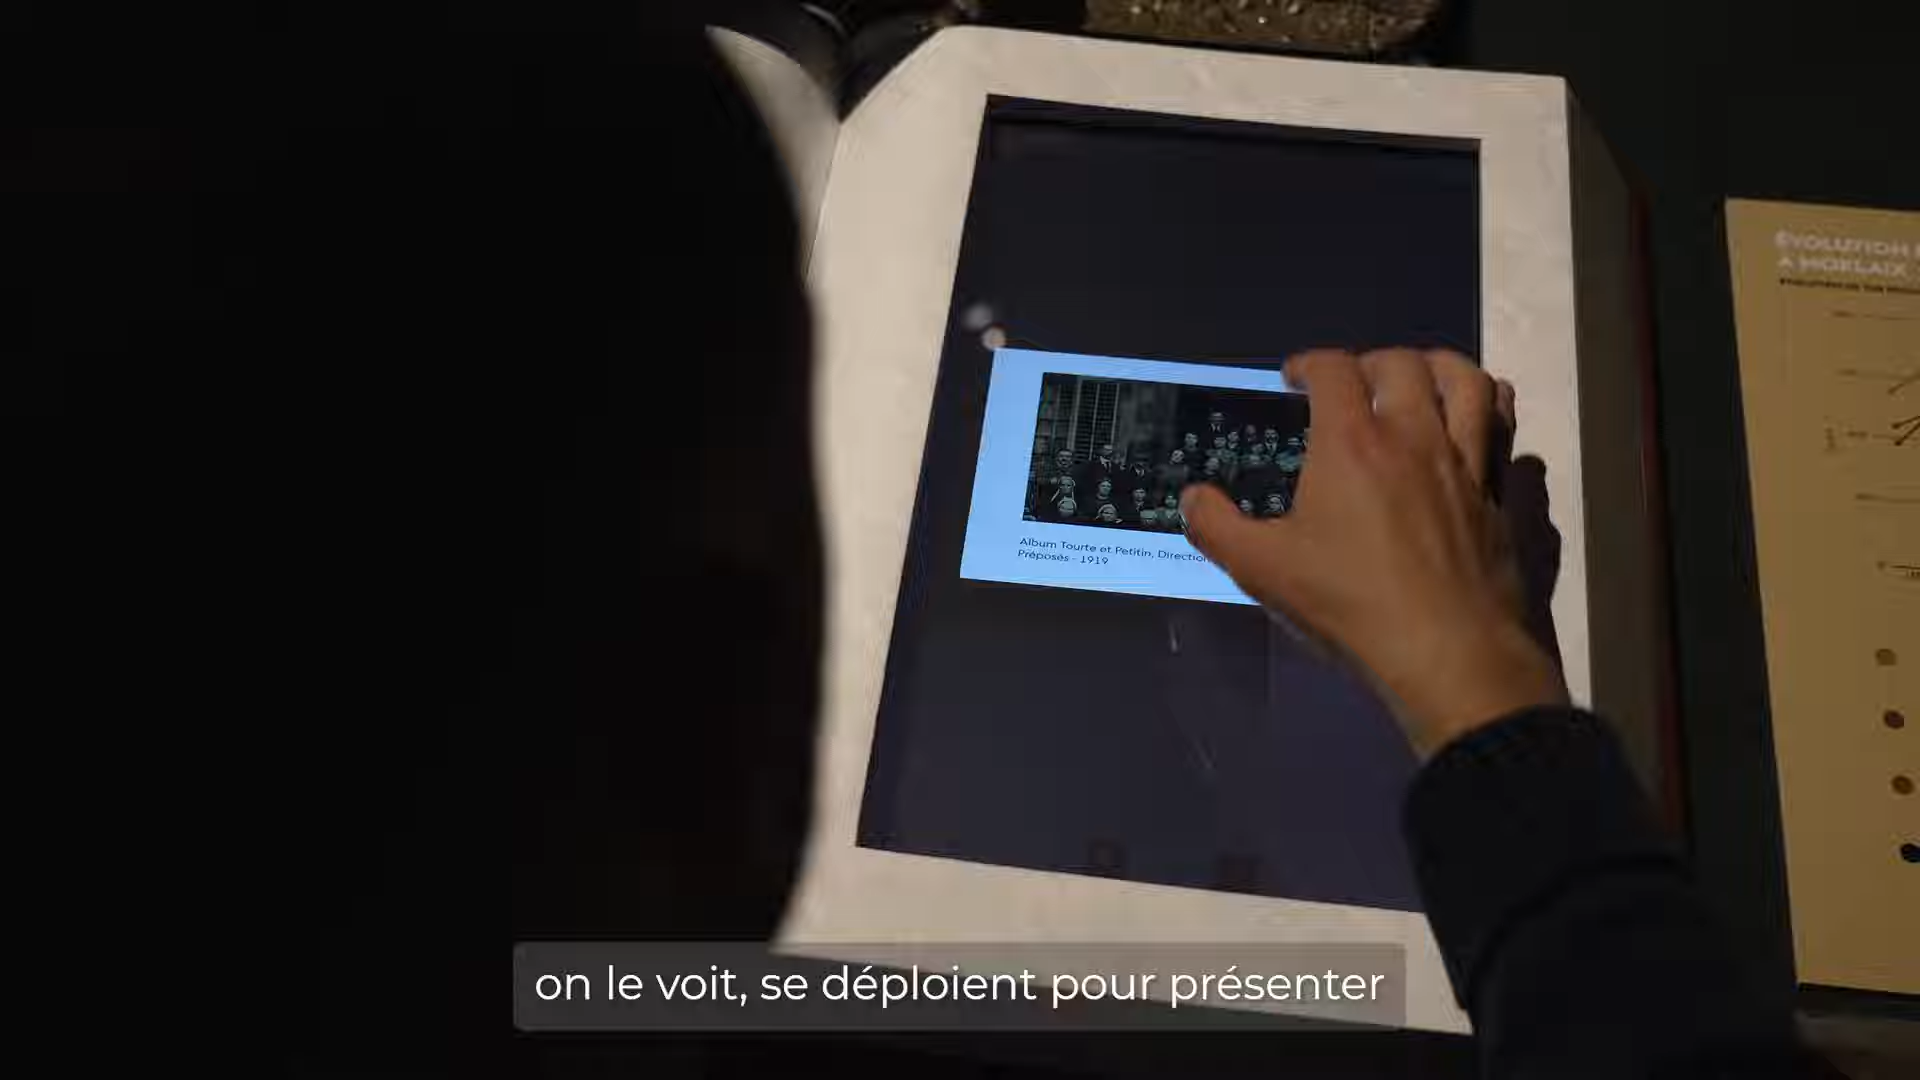 ÉVOLUTION
A MORLAIX
Album Tourte et Petitin, Direction
Préposés - 1919
on le voit, se déploient pour présenter